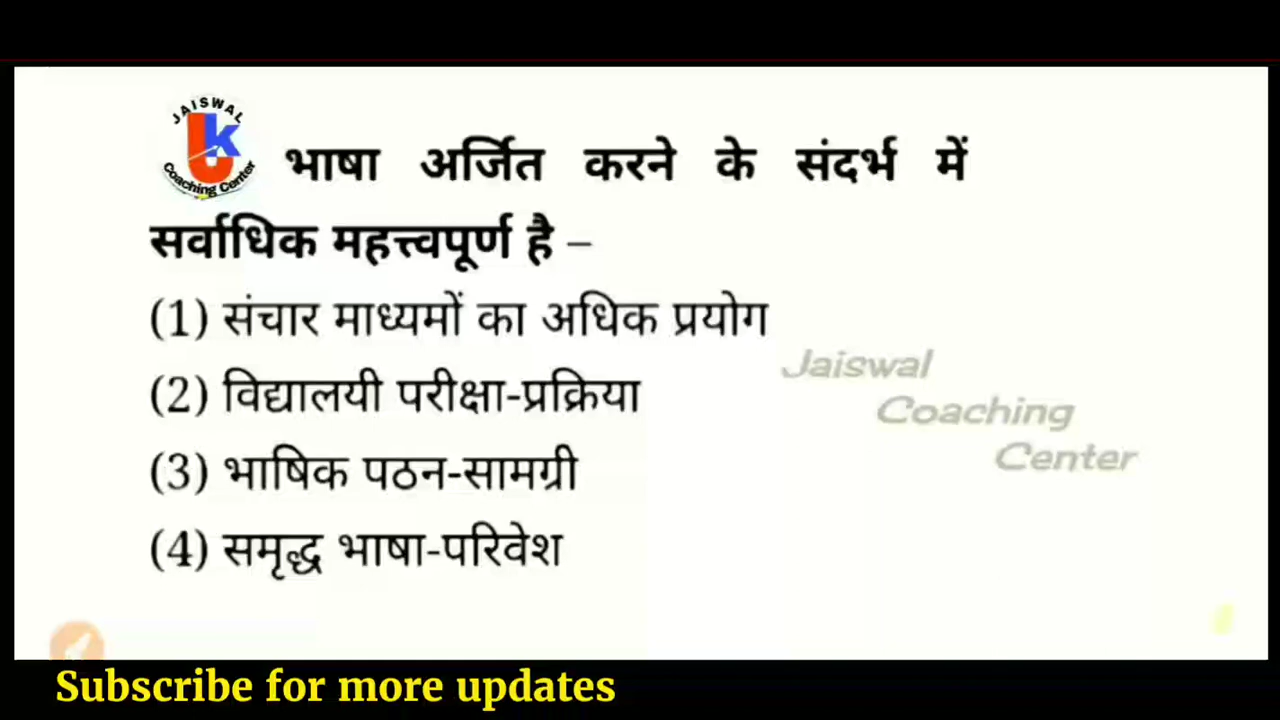 JAISWAL
Coaching Center
भाषा अर्जित करने के संदर्भ में
सर्वाधिक महत्त्वपूर्ण है –
(1) संचार माध्यमों का अधिक प्रयोग
(2) विद्यालयी परीक्षा-प्रक्रिया
(3) भाषिक पठन-सामग्री
(4) समृद्ध भाषा-परिवेश
Jaiswal
Coaching
Center
Subscribe for more updates